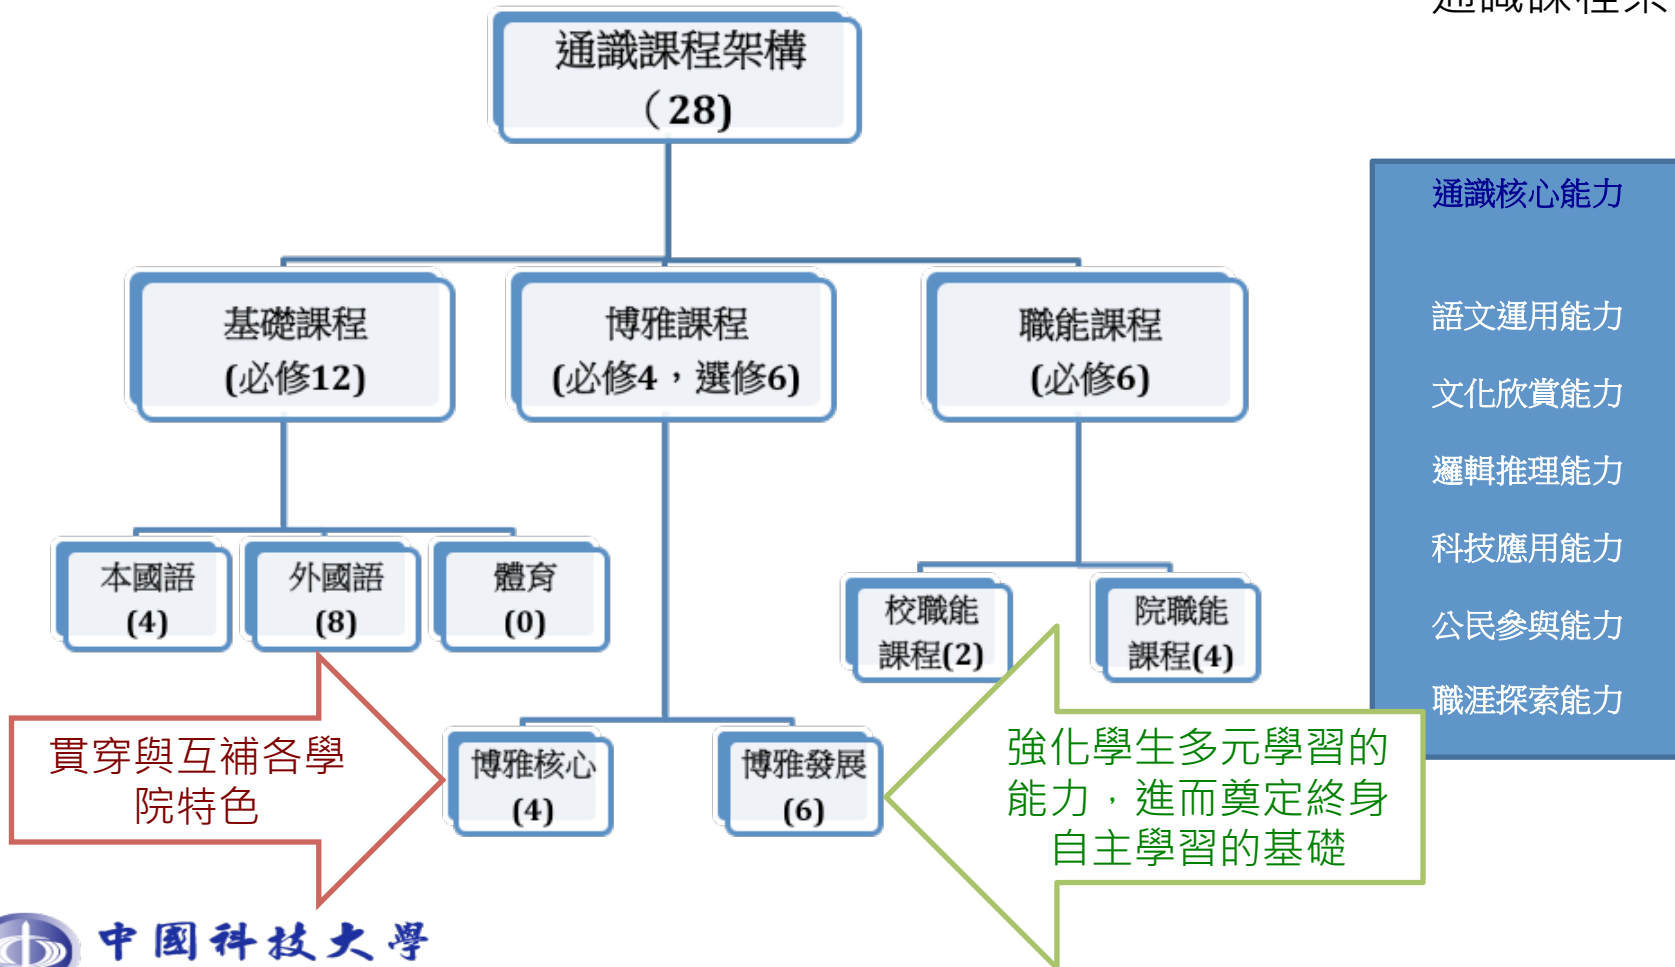 通識課程架構
（28)
基礎課程
(必修12)
博雅課程
(必修4，選修6)
職能課程
(必修6)
本國語
(4)
外國語
(8)
體育
(0)
校職能
課程(2)
院職能
課程(4)
博雅核心
(4)
博雅發展
(6)
貫穿與互補各學
院特色
強化學生多元學習的
能力，進而奠定終身
自主學習的基礎
通識核心能力
語文運用能力
文化欣賞能力
邏輯推理能力
科技應用能力
公民參與能力
職涯探索能力
中國科技大學